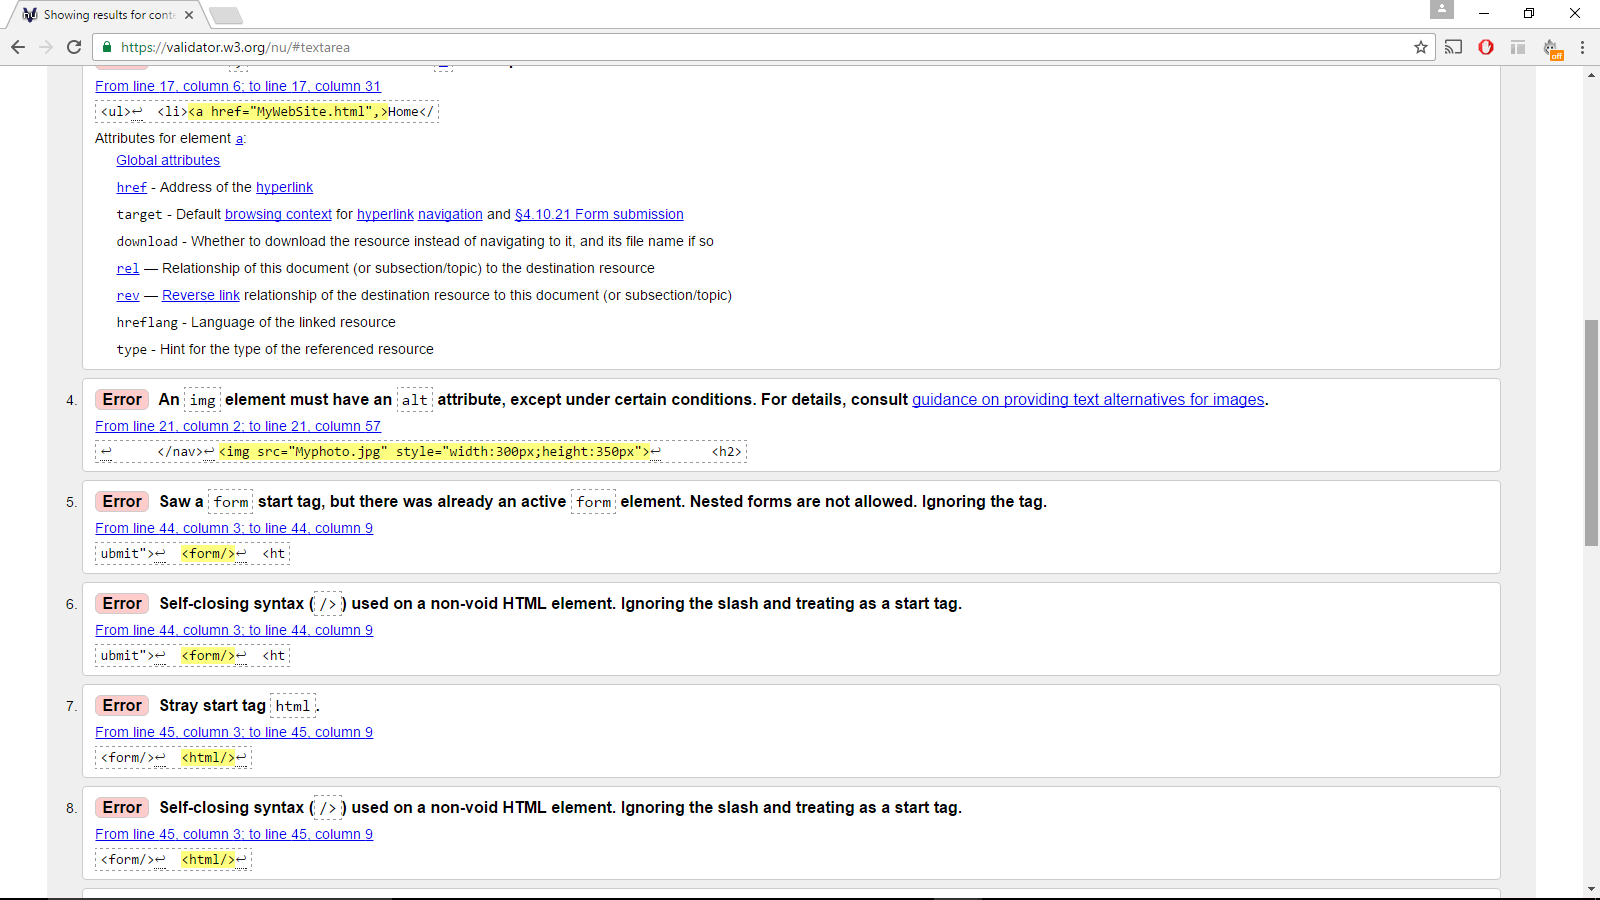 Showing results for cont
https://validator.w3.org/nu/#textarea
off
From line 17, column 6; to line 17, column 31
<ul>↩  <li><a href="MyWebSite.html",>Home</
Attributes for element a:
Global attributes
href - Address of the hyperlink
target - Default browsing context for hyperlink navigation and §4.10.21 Form submission
download - Whether to download the resource instead of navigating to it, and its file name if so
rel — Relationship of this document (or subsection/topic) to the destination resource
rev — Reverse link relationship of the destination resource to this document (or subsection/topic)
hreflang - Language of the linked resource
type - Hint for the type of the referenced resource
4. Error An img element must have an alt attribute, except under certain conditions. For details, consult guidance on providing text alternatives for images.
From line 21, column 2; to line 21, column 57
↩      </nav>↩ <img src="Myphoto.jpg" style="width:300px;height:350px">↩      <h2>
5. Error Saw a form start tag, but there was already an active form element. Nested forms are not allowed. Ignoring the tag.
From line 44, column 3; to line 44, column 9
ubmit">↩  <form/>↩  <ht
6. Error Self-closing syntax (/>) used on a non-void HTML element. Ignoring the slash and treating as a start tag.
From line 44, column 3; to line 44, column 9
ubmit">↩  <form/>↩  <ht
7. Error Stray start tag html.
From line 45, column 3; to line 45, column 9
<form/>↩  <html/>↩
8. Error Self-closing syntax (/>) used on a non-void HTML element. Ignoring the slash and treating as a start tag.
From line 45, column 3; to line 45, column 9
<form/>↩  <html/>↩